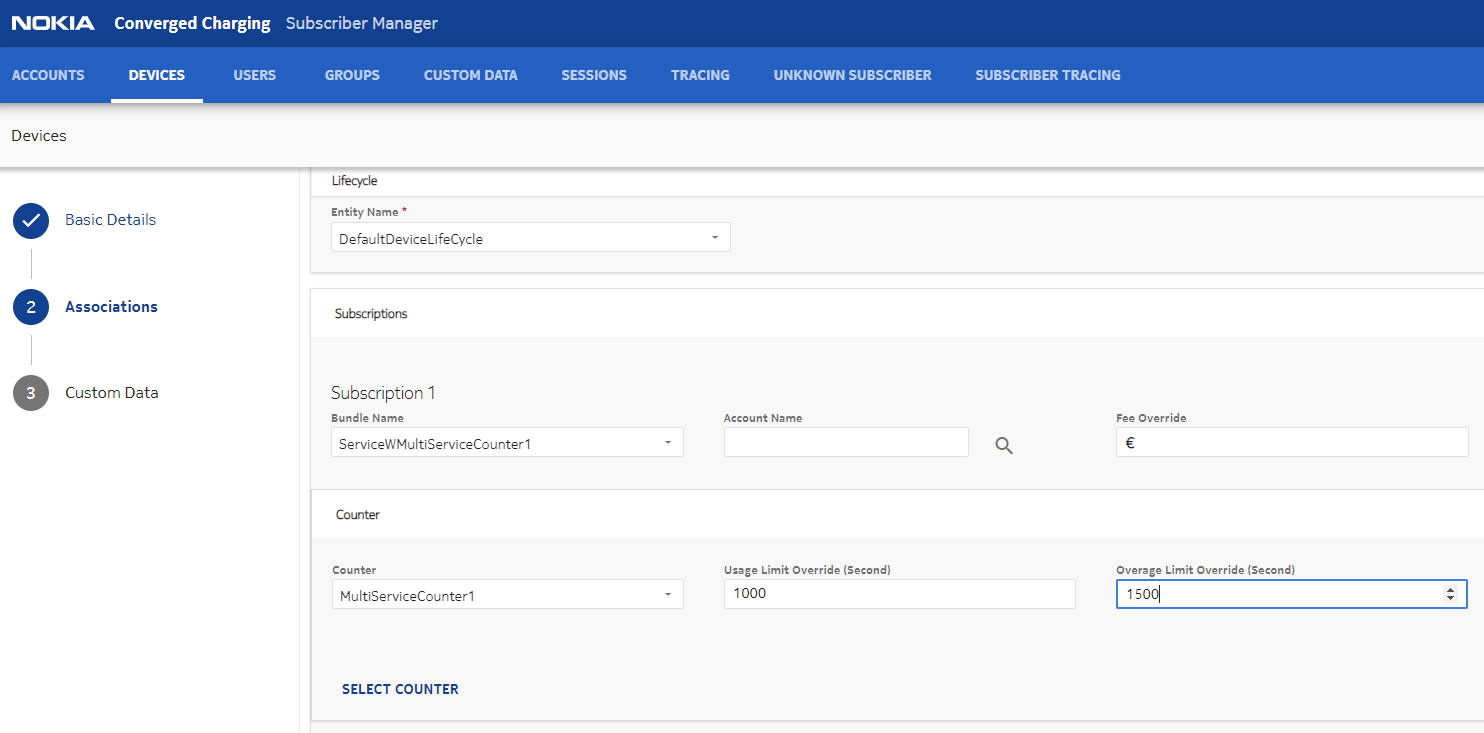 NOKIA Converged Charging Subscriber Manager
ACCOUNTS DEVICES USERS GROUPS CUSTOM DATA SESSIONS TRACING UNKNOWN SUBSCRIBER SUBSCRIBER TRACING
Devices
Lifecycle
Basic Details
Entity Name *
DefaultDeviceLifeCycle
2 Associations
Subscriptions
3 Custom Data
Subscription 1
Bundle Name Account Name Fee Override
ServiceWMultiServiceCounter1 €
Counter
Counter Usage Limit Override (Second) Overage Limit Override (Second)
MultiServiceCounter1 1000 1500
SELECT COUNTER